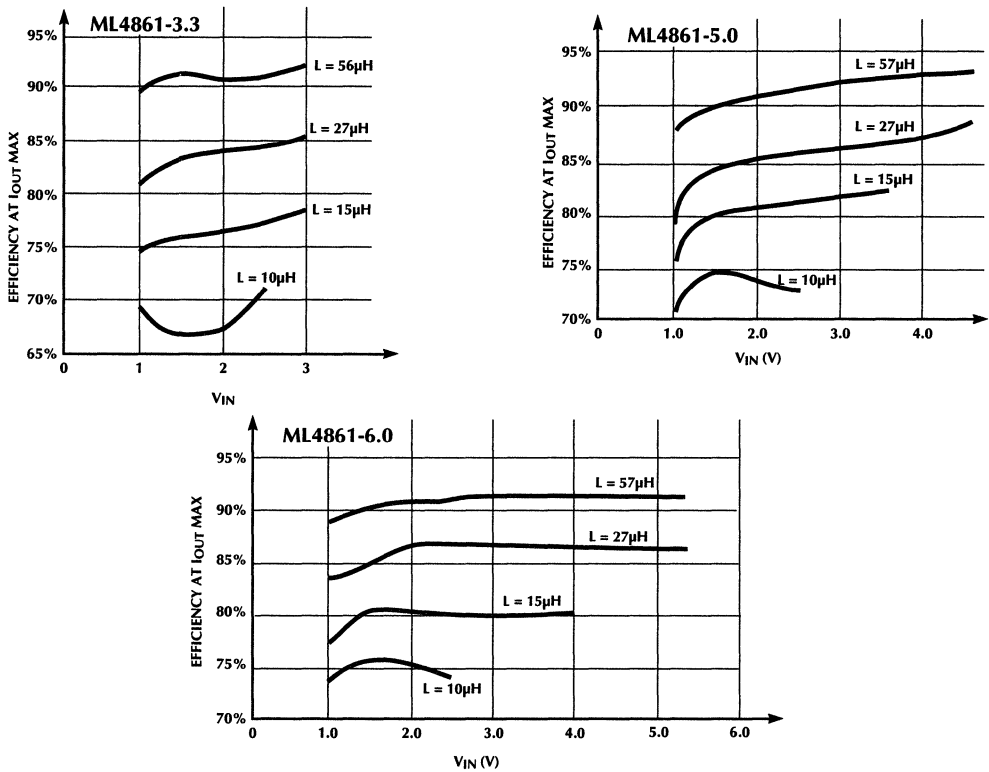 ML4861-3.3
95%
90%
85%
80%
75%
70%
65%
EFFICIENCY AT IOUT MAX
L = 56µH
L = 27µH
L = 15µH
L = 10µH
0
1
2
3
VIN
ML4861-5.0
95%
90%
85%
80%
75%
70%
EFFICIENCY AT IOUT MAX
L = 57µH
L = 27µH
L = 15µH
L = 10µH
0
1.0
2.0
3.0
4.0
VIN (V)
ML4861-6.0
95%
90%
85%
80%
75%
70%
EFFICIENCY AT IOUT MAX
L = 57µH
L = 27µH
L = 15µH
L = 10µH
0
1.0
2.0
3.0
4.0
5.0
6.0
VIN (V)